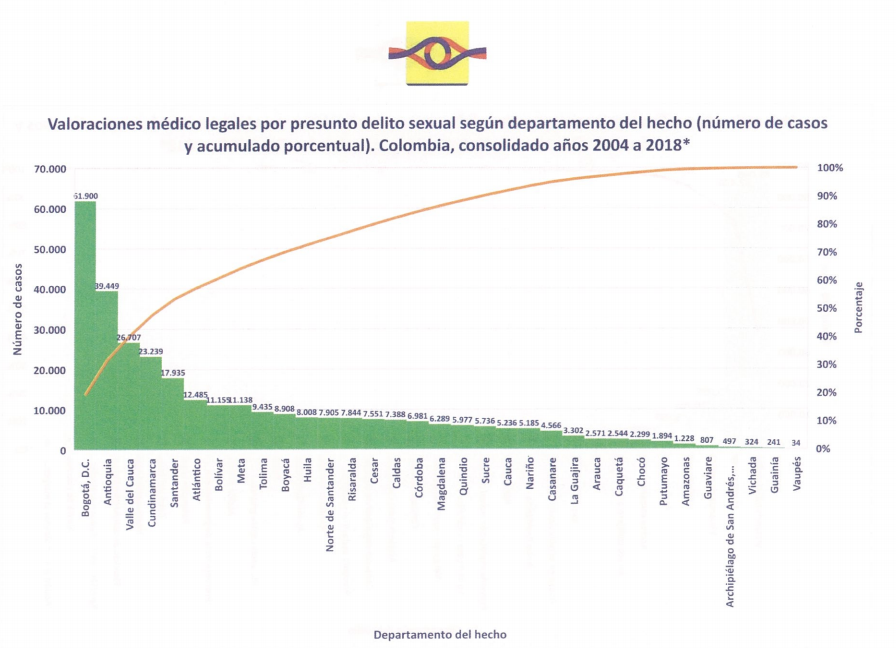 Valoraciones médico legales por presunto delito sexual según departamento del hecho (número de casos
y acumulado porcentual). Colombia, consolidado años 2004 a 2018*
70.000
60.000
50.000
40.000
30.000
20.000
10.000
0
Número de casos
61.900
39.449
26.707
23.239
17.935
12.485
11.159
11.138
9.435
8.908
8.008
7.905
7.844
7.551
7.388
6.981
6.289
5.977
5.736
5.236
5.185
4.566
3.302
2.571
2.544
2.299
1.894
1.228
807
497
324
241
34
100%
90%
80%
70%
60%
50%
40%
30%
20%
10%
0%
Porcentaje
Bogotá, D.C.
Antioquia
Valle del Cauca
Cundinamarca
Santander
Atlántico
Bolívar
Meta
Tolima
Boyacá
Huila
Norte de Santander
Risaralda
Cesar
Caldas
Córdoba
Magdalena
Quindio
Sucre
Cauca
Nariño
Casanare
La Guajira
Arauca
Caquetá
Chocó
Putumayo
Amazonas
Guaviare
Archipiélago de San Andrés,...
Vichada
Guainía
Vaupés
Departamento del hecho